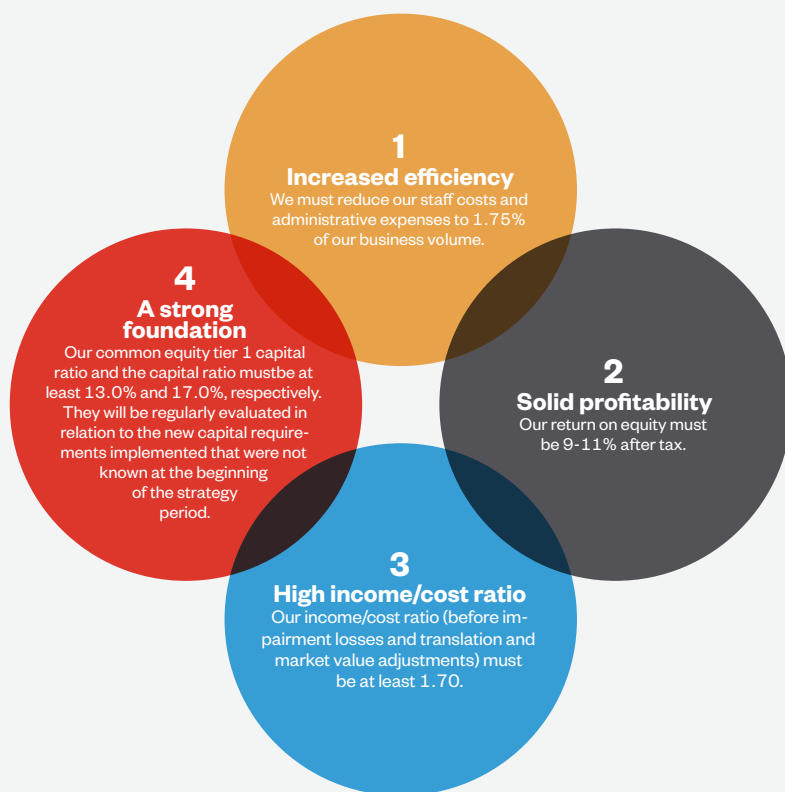 1
Increased efficiency
We must reduce our staff costs and
administrative expenses to 1.75%
of our business volume.
2
Solid profitability
Our return on equity must
be 9-11% after tax.
3
High income/cost ratio
Our income/cost ratio (before im-
pairment losses and translation and
market value adjustments) must
be at least 1.70.
4
A strong
foundation
Our common equity tier 1 capital
ratio and the capital ratio mustbe at
least 13.0% and 17.0%, respectively.
They will be regularly evaluated in
relation to the new capital require-
ments implemented that were not
known at the beginning
of the strategy
period.